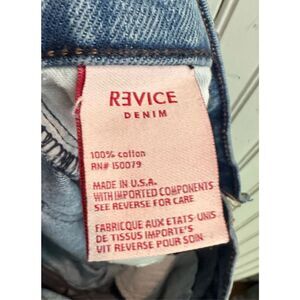 REVICE
DENIM
100% cotton
RN# 150079
MADE IN U.S.A.
WITH IMPORTED COMPONENTS
SEE REVERSE FOR CARE.
FABRIQUE AUX ETATS-UNIS
DE TISSUS IMPORTE'S
VIT REVERSE POUR SOIN.